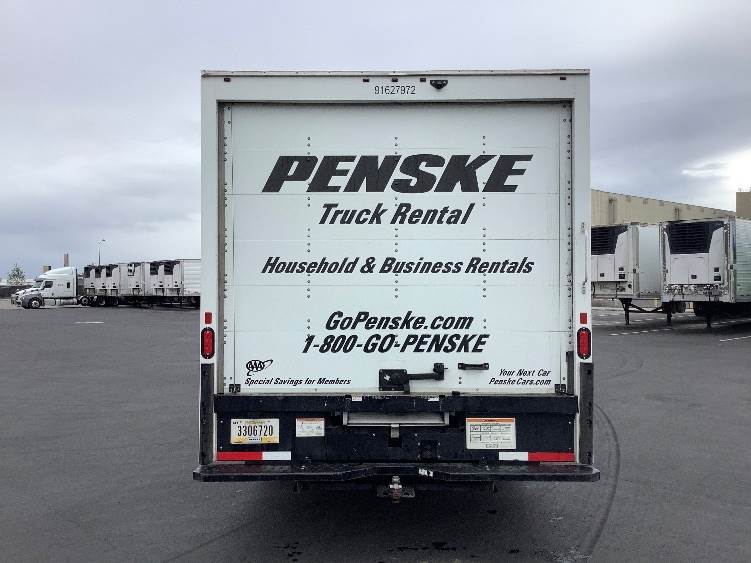 91627972
PENSKE
Truck Rental
Household & Business Rentals
GoPenske.com
1-800-GO-PENSKE
AAA
Special Savings for Members
Your Next Car
PenskeCars.com
3306720